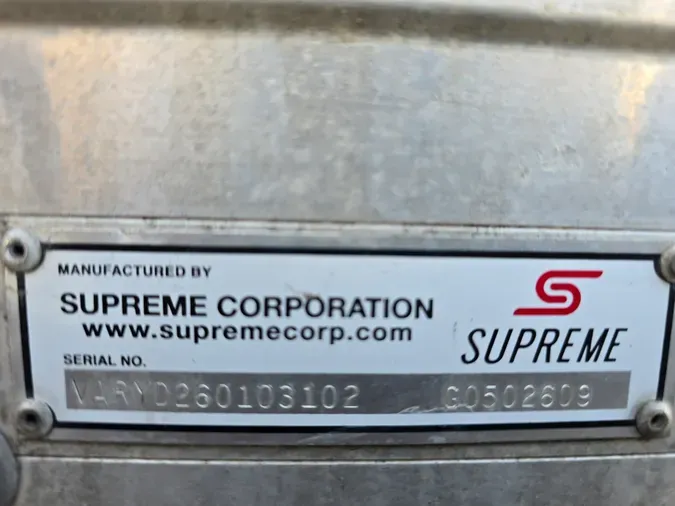 MANUFACTURED BY
SUPREME CORPORATION
www.supremecorp.com
SUPREME
SERIAL NO.
VARYD260103102 G0502609